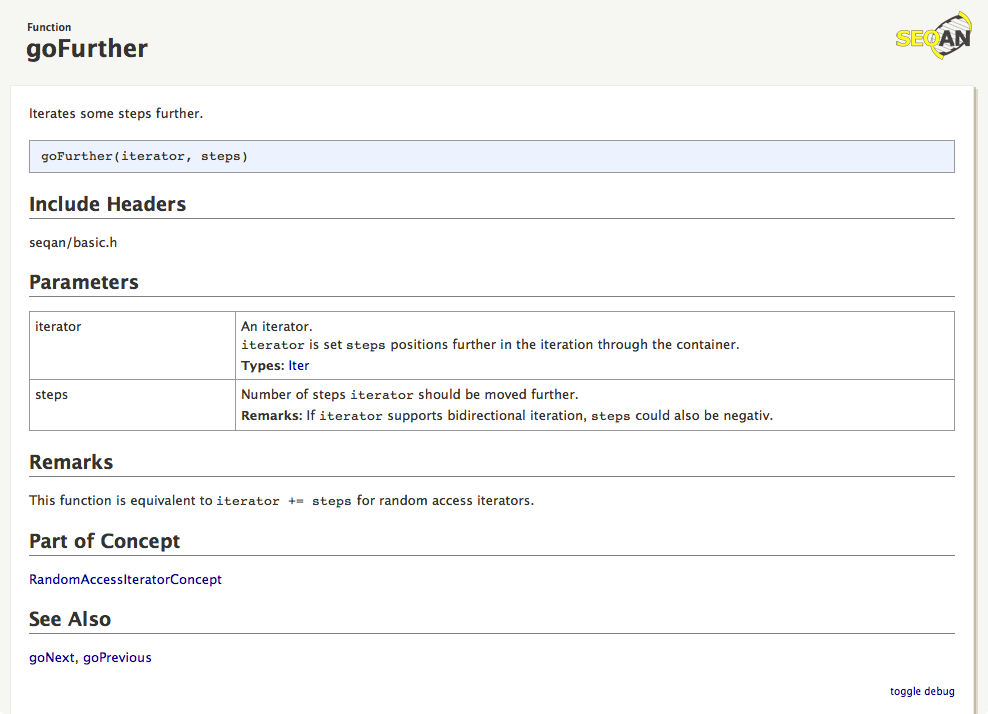 Function
goFurther
SEQAN
Iterates some steps further.
goFurther(iterator, steps)
Include Headers
seqan/basic.h
Parameters
iterator
An iterator.
iterator is set steps positions further in the iteration through the container.
Types: Iter
steps
Number of steps iterator should be moved further.
Remarks: If iterator supports bidirectional iteration, steps could also be negativ.
Remarks
This function is equivalent to iterator += steps for random access iterators.
Part of Concept
RandomAccessIteratorConcept
See Also
goNext, goPrevious
toggle debug